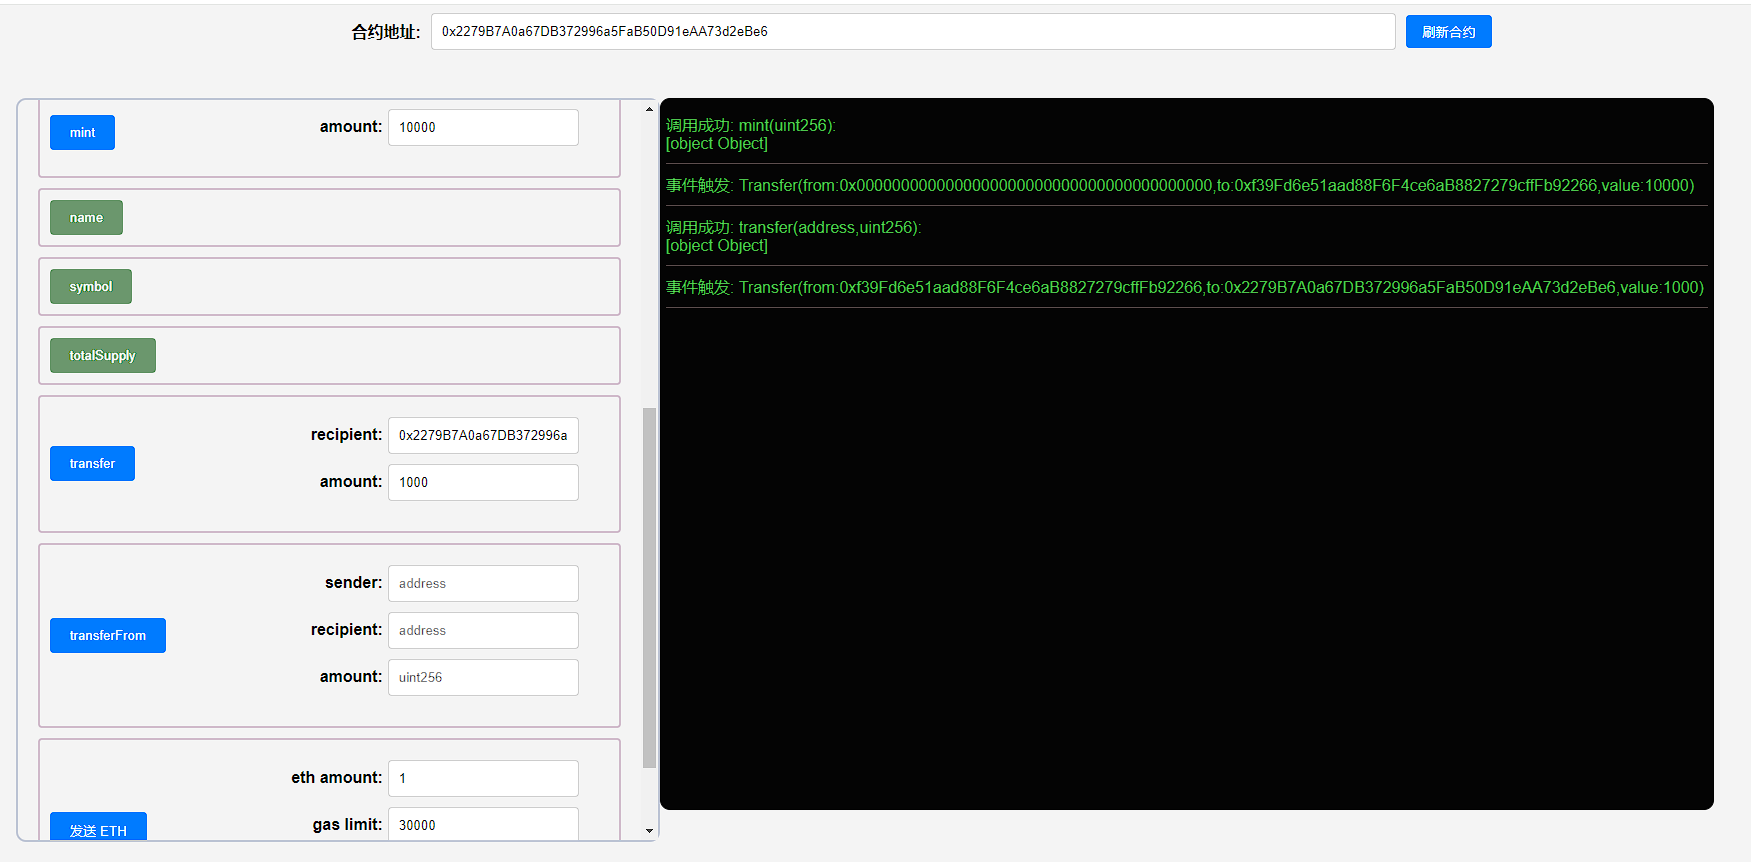 合约地址: 0x2279B7A0a67DB372996a5FaB50D91eAA73d2eBe6 刷新合约
mint amount: 10000
name
symbol
totalSupply
recipient: 0x2279B7A0a67DB372996a
transfer
amount: 1000
sender: address
recipient: address
transferFrom
amount: uint256
eth amount: 1
gas limit: 30000
发送 ETH
调用成功: mint(uint256):
[object Object]
事件触发: Transfer(from:0x0000000000000000000000000000000000000000,to:0xf39Fd6e51aad88F6F4ce6aB8827279cffFb92266,value:10000)
调用成功: transfer(address,uint256):
[object Object]
事件触发: Transfer(from:0xf39Fd6e51aad88F6F4ce6aB8827279cffFb92266,to:0x2279B7A0a67DB372996a5FaB50D91eAA73d2eBe6,value:1000)